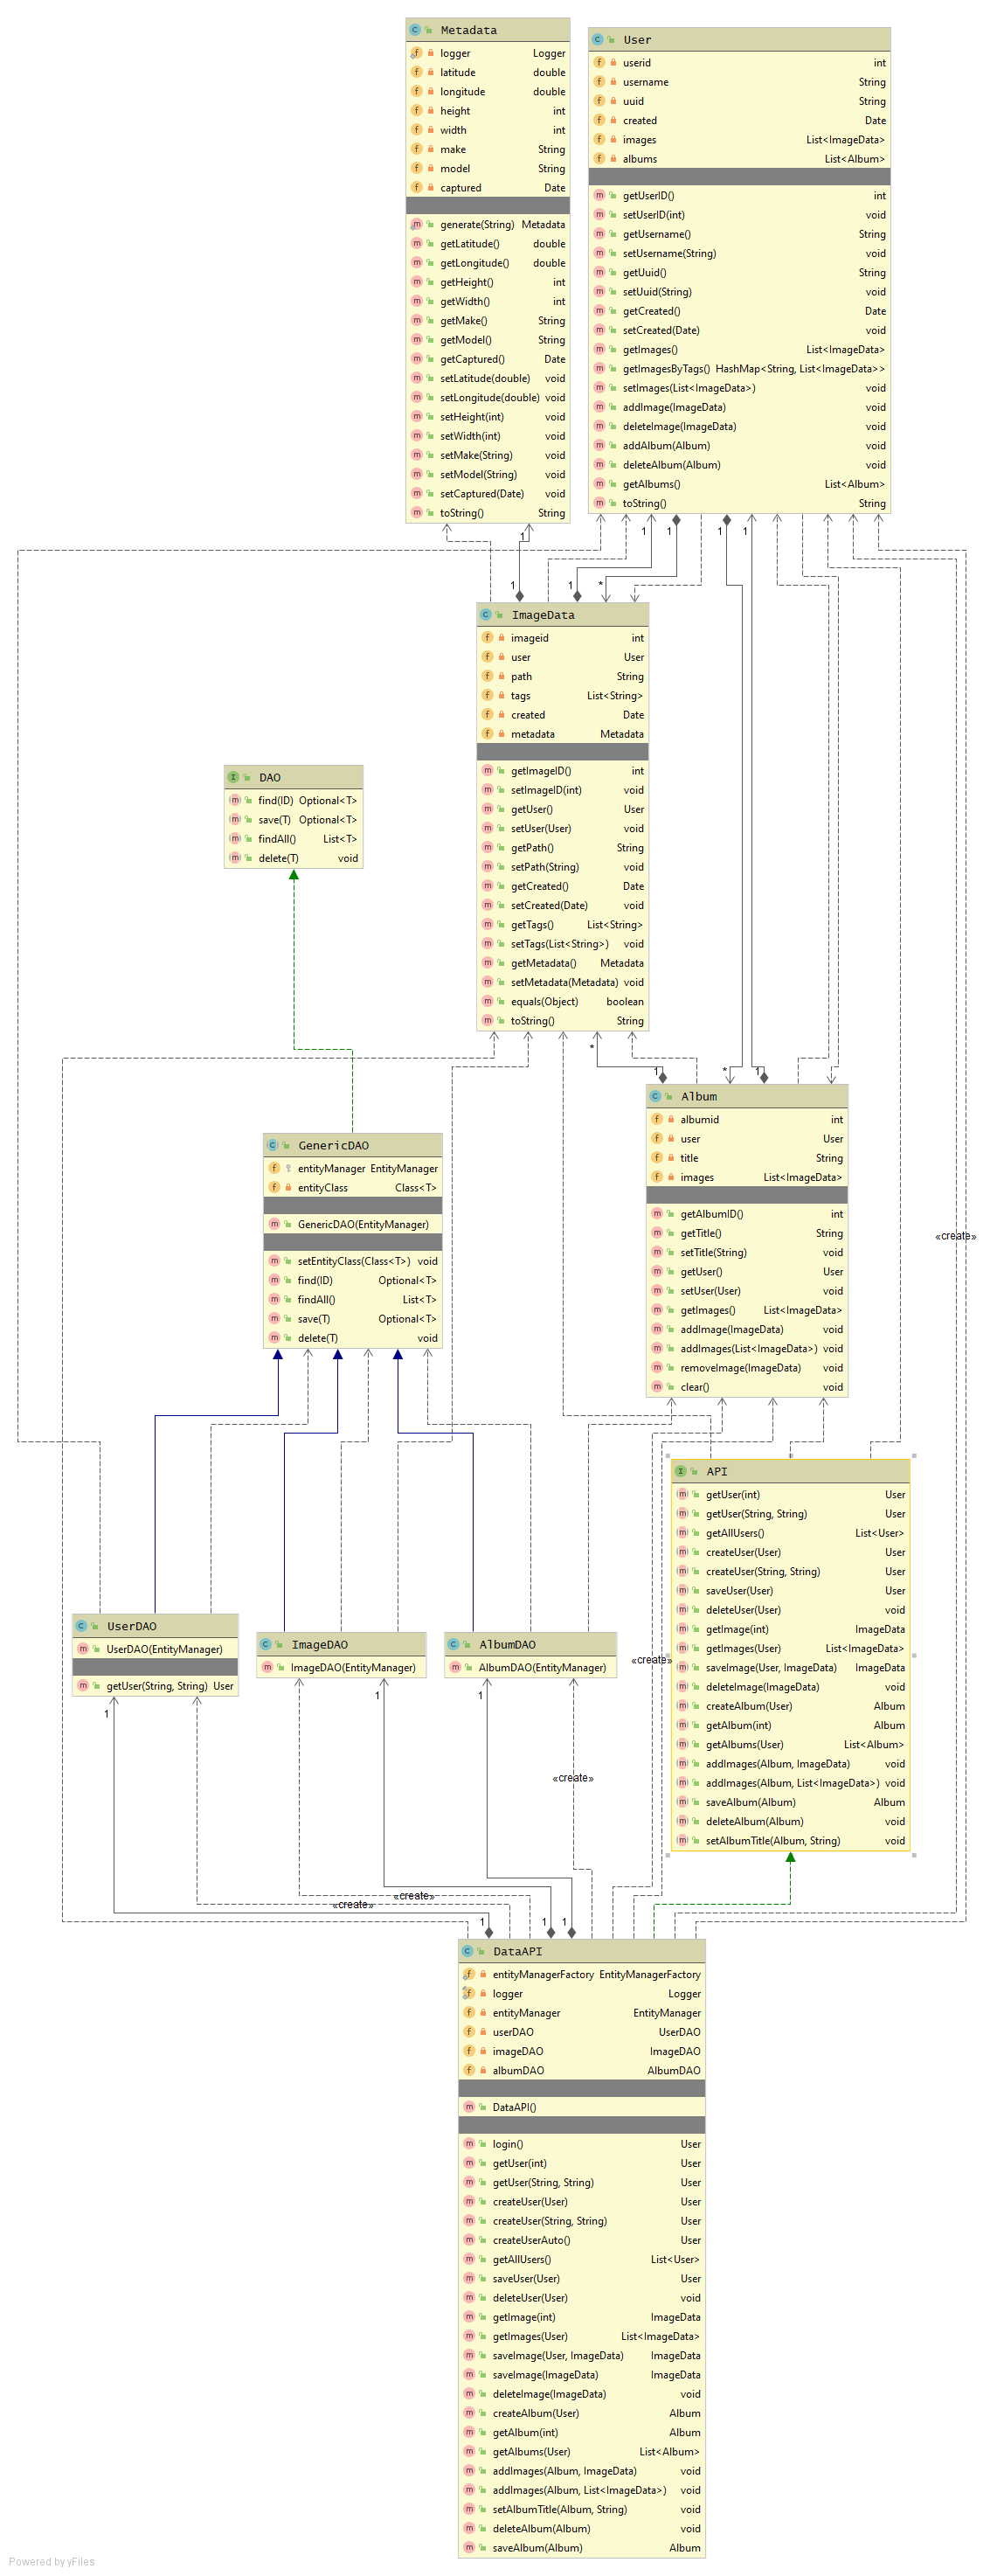 Metadata
logger Logger
latitude double
longitude double
height int
width int
make String
model String
captured Date
generate(String) Metadata
getLatitude() double
getLongitude() double
getHeight() int
getWidth() int
getMake() String
getModel() String
getCaptured() Date
setLatitude(double) void
setLongitude(double) void
setHeight(int) void
setWidth(int) void
setMake(String) void
setModel(String) void
setCaptured(Date) void
toString() String
User
userid int
username String
uuid String
created Date
images List<ImageData>
albums List<Album>
getUserID() int
setUserID(int) void
getUsername() String
setUsername(String) void
getUuid() String
setUuid(String) void
getCreated() Date
setCreated(Date) void
getImages() List<ImageData>
getImagesByTags() HashMap<String, List<ImageData>>
setImages(List<ImageData>) void
addImage(ImageData) void
deleteImage(ImageData) void
addAlbum(Album) void
deleteAlbum(Album) void
getAlbums() List<Album>
toString() String
1 1 1 1 1
1 1 *
ImageData
imageid int
user User
path String
tags List<String>
created Date
metadata Metadata
getImageID() int
setImageID(int) void
getUser() User
setUser(User) void
getPath() String
setPath(String) void
getCreated() Date
setCreated(Date) void
getTags() List<String>
setTags(List<String>) void
getMetadata() Metadata
setMetadata(Metadata) void
equals(Object) boolean
toString() String
DAO
find(ID) Optional<T>
save(T) Optional<T>
findAll() List<T>
delete(T) void
*
1 * 1
Album
albumid int
user User
title String
images List<ImageData>
getAlbumID() int
getTitle() String
setTitle(String) void
getUser() User
setUser(User) void
getImages() List<ImageData>
addImage(ImageData) void
addImages(List<ImageData>) void
removeImage(ImageData) void
clear() void
GenericDAO
entityManager EntityManager
entityClass Class<T>
GenericDAO(EntityManager)
setEntityClass(Class<T>) void
find(ID) Optional<T>
findAll() List<T>
save(T) Optional<T>
delete(T) void
«create»
API
getUser(int) User
getUser(String, String) User
getAllUsers() List<User>
createUser(User) User
createUser(String, String) User
saveUser(User) User
deleteUser(User) void
getImage(int) ImageData
getImages(User) List<ImageData>
saveImage(User, ImageData) ImageData
deleteImage(ImageData) void
createAlbum(User) Album
getAlbum(int) Album
getAlbums(User) List<Album>
addImages(Album, ImageData) void
addImages(Album, List<ImageData>) void
saveAlbum(Album) Album
deleteAlbum(Album) void
setAlbumTitle(Album, String) void
UserDAO
UserDAO(EntityManager)
getUser(String, String) User
ImageDAO
ImageDAO(EntityManager)
AlbumDAO
AlbumDAO(EntityManager)
«create»
1 1 1
«create»
«create»
«create»
1 1 1
DataAPI
entityManagerFactory EntityManagerFactory
logger Logger
entityManager EntityManager
userDAO UserDAO
imageDAO ImageDAO
albumDAO AlbumDAO
DataAPI()
login() User
getUser(int) User
getUser(String, String) User
createUser(User) User
createUser(String, String) User
createUserAuto() User
getAllUsers() List<User>
saveUser(User) User
deleteUser(User) void
getImage(int) ImageData
getImages(User) List<ImageData>
saveImage(User, ImageData) ImageData
saveImage(ImageData) ImageData
deleteImage(ImageData) void
createAlbum(User) Album
getAlbum(int) Album
getAlbums(User) List<Album>
addImages(Album, ImageData) void
addImages(Album, List<ImageData>) void
setAlbumTitle(Album, String) void
deleteAlbum(Album) void
saveAlbum(Album) Album
Powered by yFiles